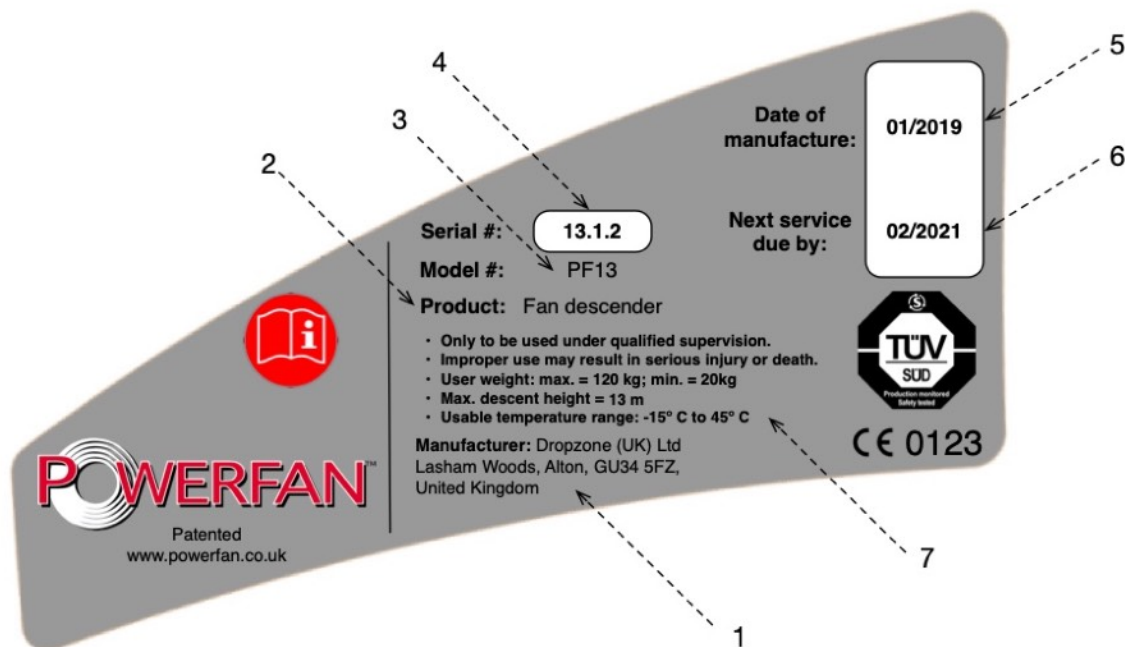 5
4
Date of
manufacture:
01/2019
3
6
2
Serial #: 13.1.2
Next service
due by:
02/2021
Model #: PF13
Product: Fan descender
i
· Only to be used under qualified supervision.
· Improper use may result in serious injury or death.
· User weight: max. = 120 kg; min. = 20kg
· Max. descent height = 13 m
· Usable temperature range: -15º C to 45º C
S
TÜV
SÜD
Production monitored
Safety tested
Manufacturer: Dropzone (UK) Ltd
Lasham Woods, Alton, GU34 5FZ,
United Kingdom
CE 0123
POWERFAN™
Patented
www.powerfan.co.uk
7
1